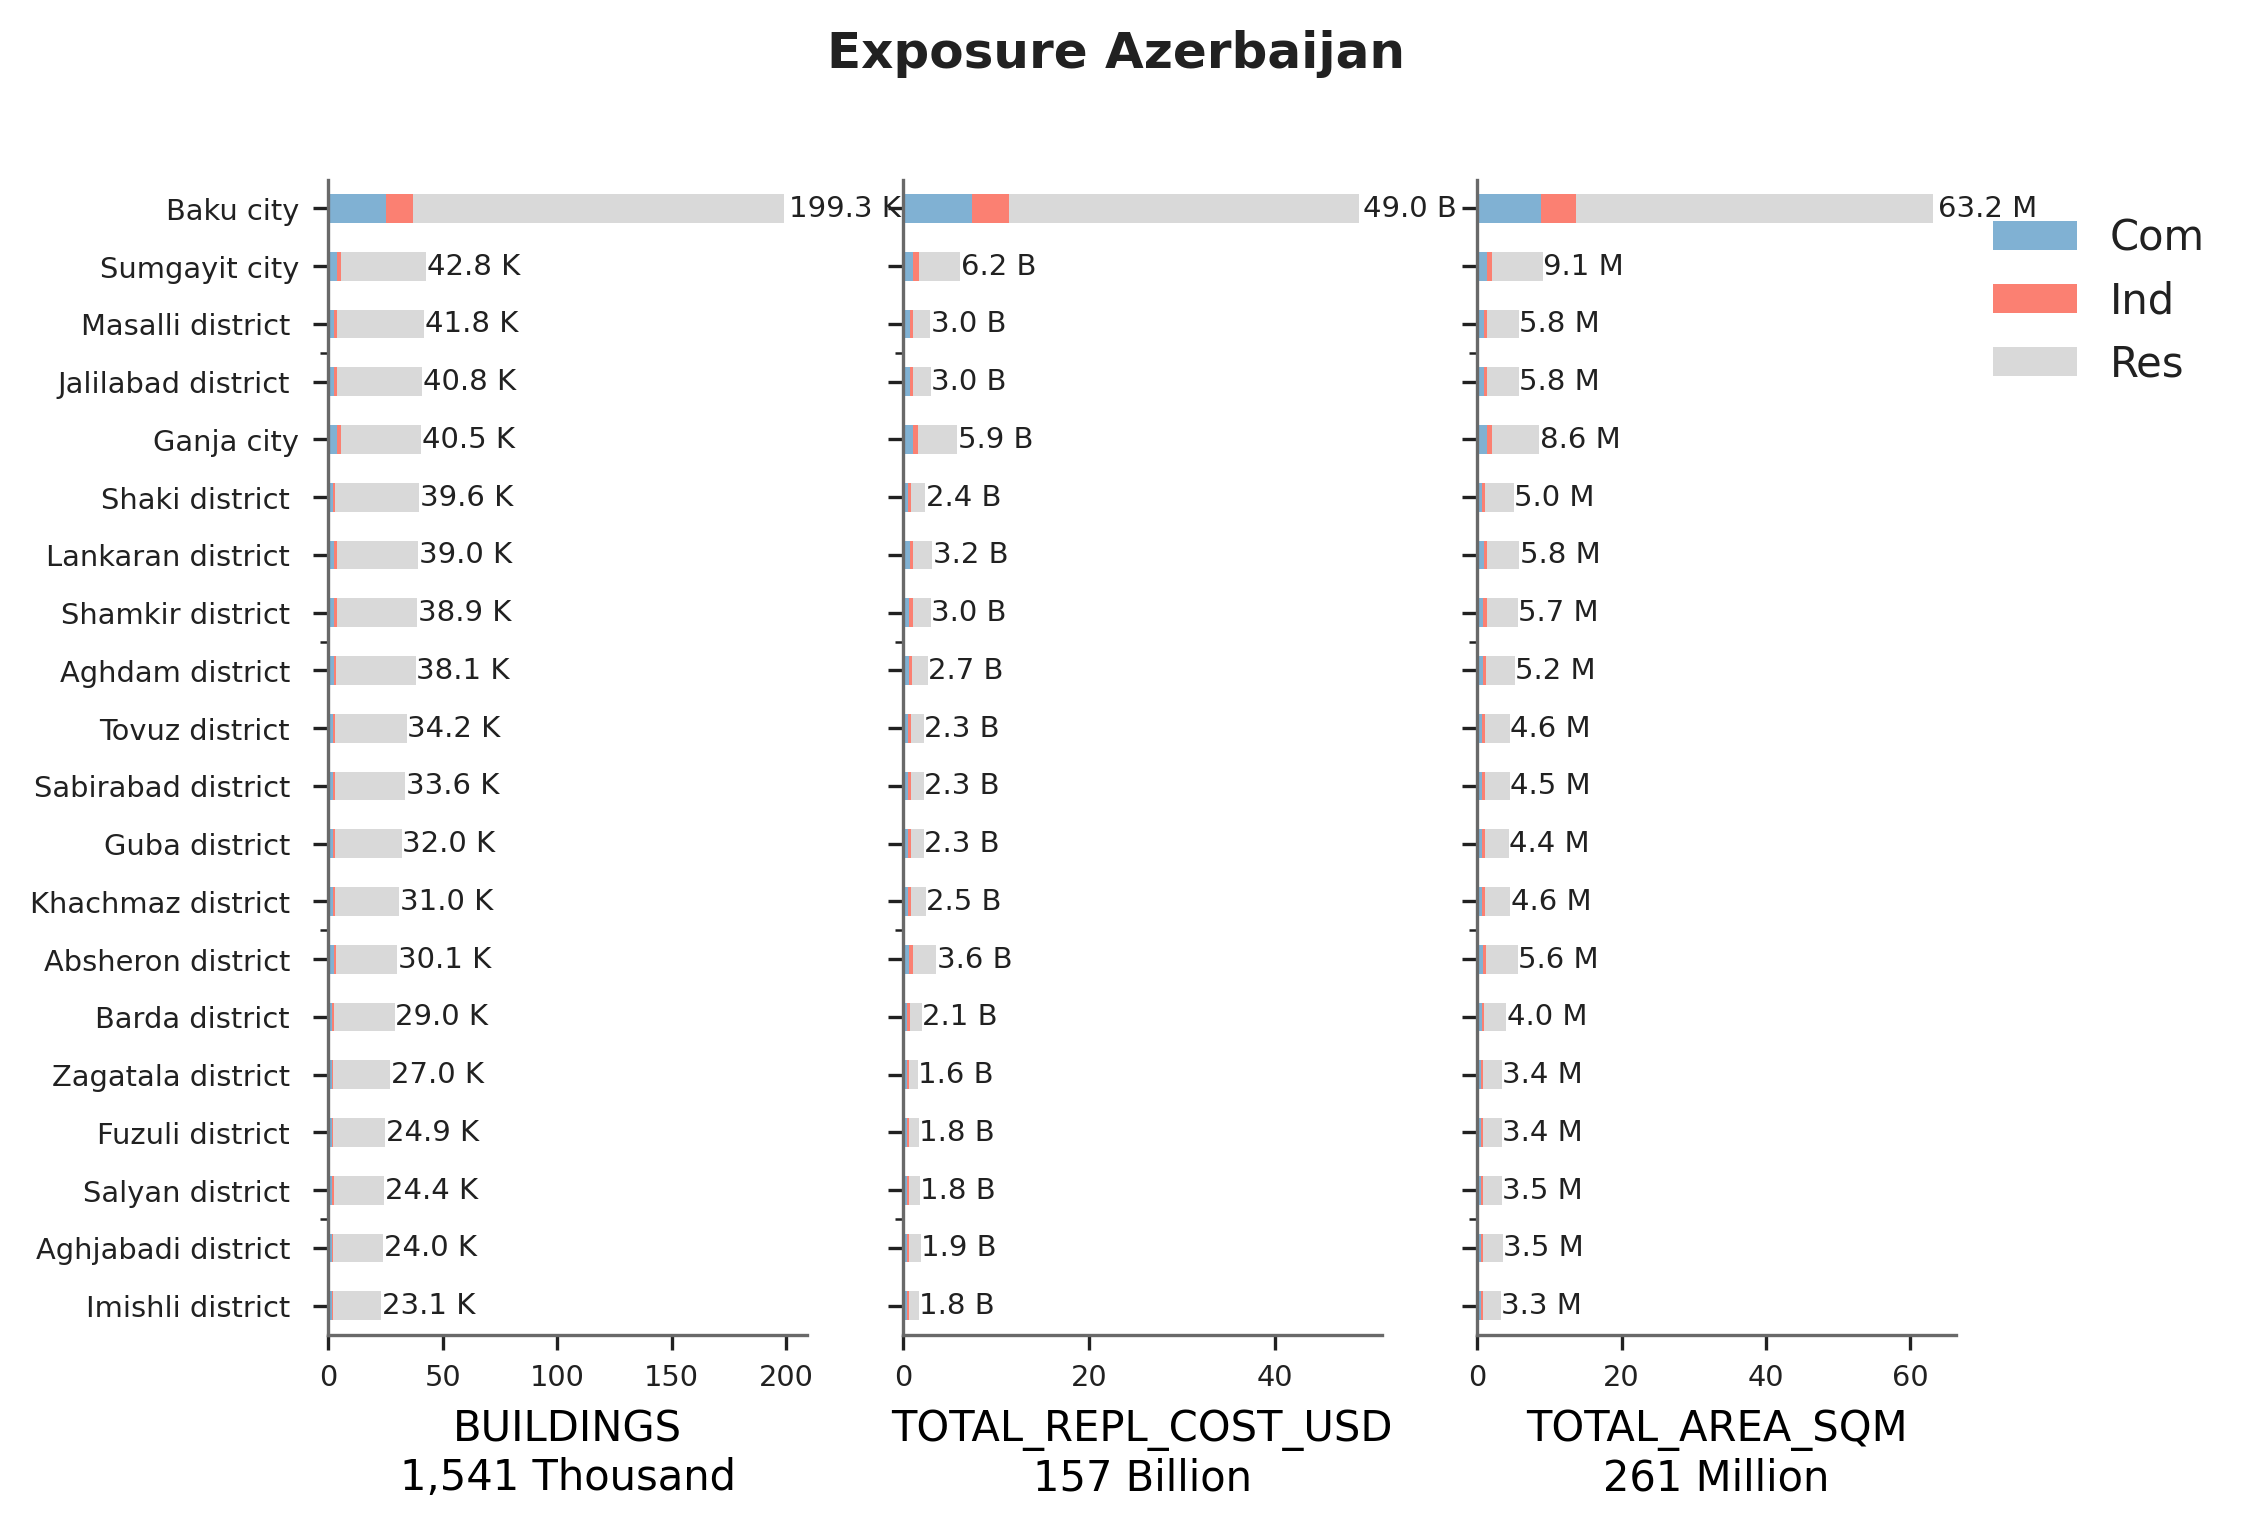 Exposure Azerbaijan
Baku city 199.3 K 49.0 B 63.2 M
Sumgayit city 42.8 K 6.2 B 9.1 M
Masalli district 41.8 K 3.0 B 5.8 M
Jalilabad district 40.8 K 3.0 B 5.8 M
Ganja city 40.5 K 5.9 B 8.6 M
Shaki district 39.6 K 2.4 B 5.0 M
Lankaran district 39.0 K 3.2 B 5.8 M
Shamkir district 38.9 K 3.0 B 5.7 M
Aghdam district 38.1 K 2.7 B 5.2 M
Tovuz district 34.2 K 2.3 B 4.6 M
Sabirabad district 33.6 K 2.3 B 4.5 M
Guba district 32.0 K 2.3 B 4.4 M
Khachmaz district 31.0 K 2.5 B 4.6 M
Absheron district 30.1 K 3.6 B 5.6 M
Barda district 29.0 K 2.1 B 4.0 M
Zagatala district 27.0 K 1.6 B 3.4 M
Fuzuli district 24.9 K 1.8 B 3.4 M
Salyan district 24.4 K 1.8 B 3.5 M
Aghjabadi district 24.0 K 1.9 B 3.5 M
Imishli district 23.1 K 1.8 B 3.3 M
0 50 100 150 200 0 20 40 0 20 40 60
BUILDINGS TOTAL_REPL_COST_USD TOTAL_AREA_SQM
1,541 Thousand 157 Billion 261 Million
Com
Ind
Res